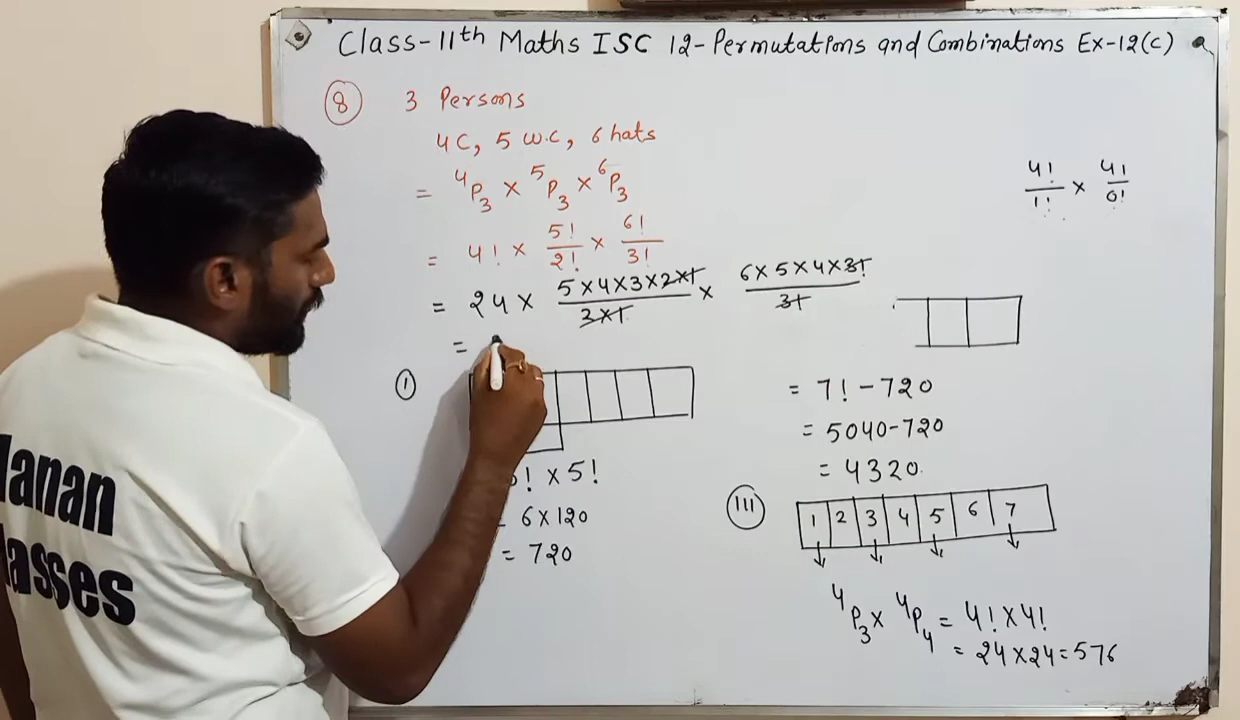 Class-11th Maths ISC 12-Permutations and Combinations Ex-12(c)
8 3 Persons
4C, 5 W.C, 6 hats
= 4P3 × 5P3 × 6P3
= 4! × 5!/2! × 6!/3!
= 24 × 5×4×3×2×1/2×1 × 6×5×4×3!/3!
=
4!/1! × 4!/0!
I
! × 5!
= 6×120
= 720
= 7! - 720
= 5040-720
= 4320.
III
1 2 3 4 5 6 7
4P3 × 4P4 = 4! × 4!
= 24×24=576
anan
asses